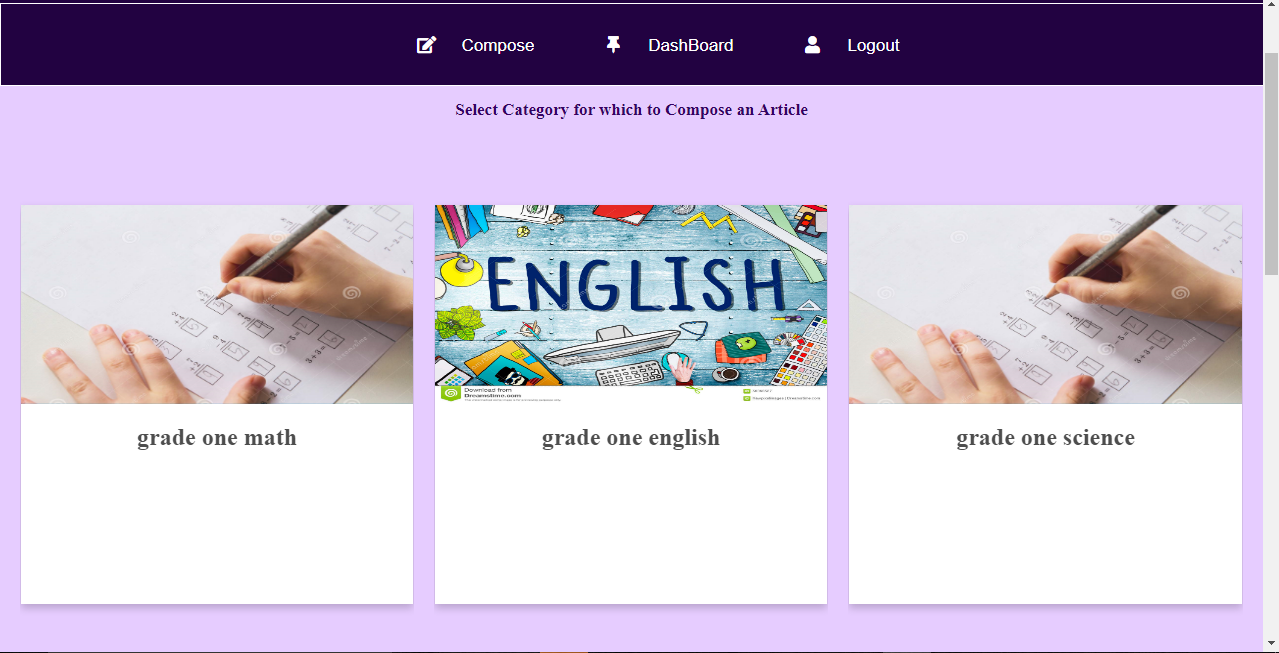 Compose DashBoard Logout
Select Category for which to Compose an Article
ENGLISH
Download from
Dreamstime.com
grade one math
grade one english
grade one science